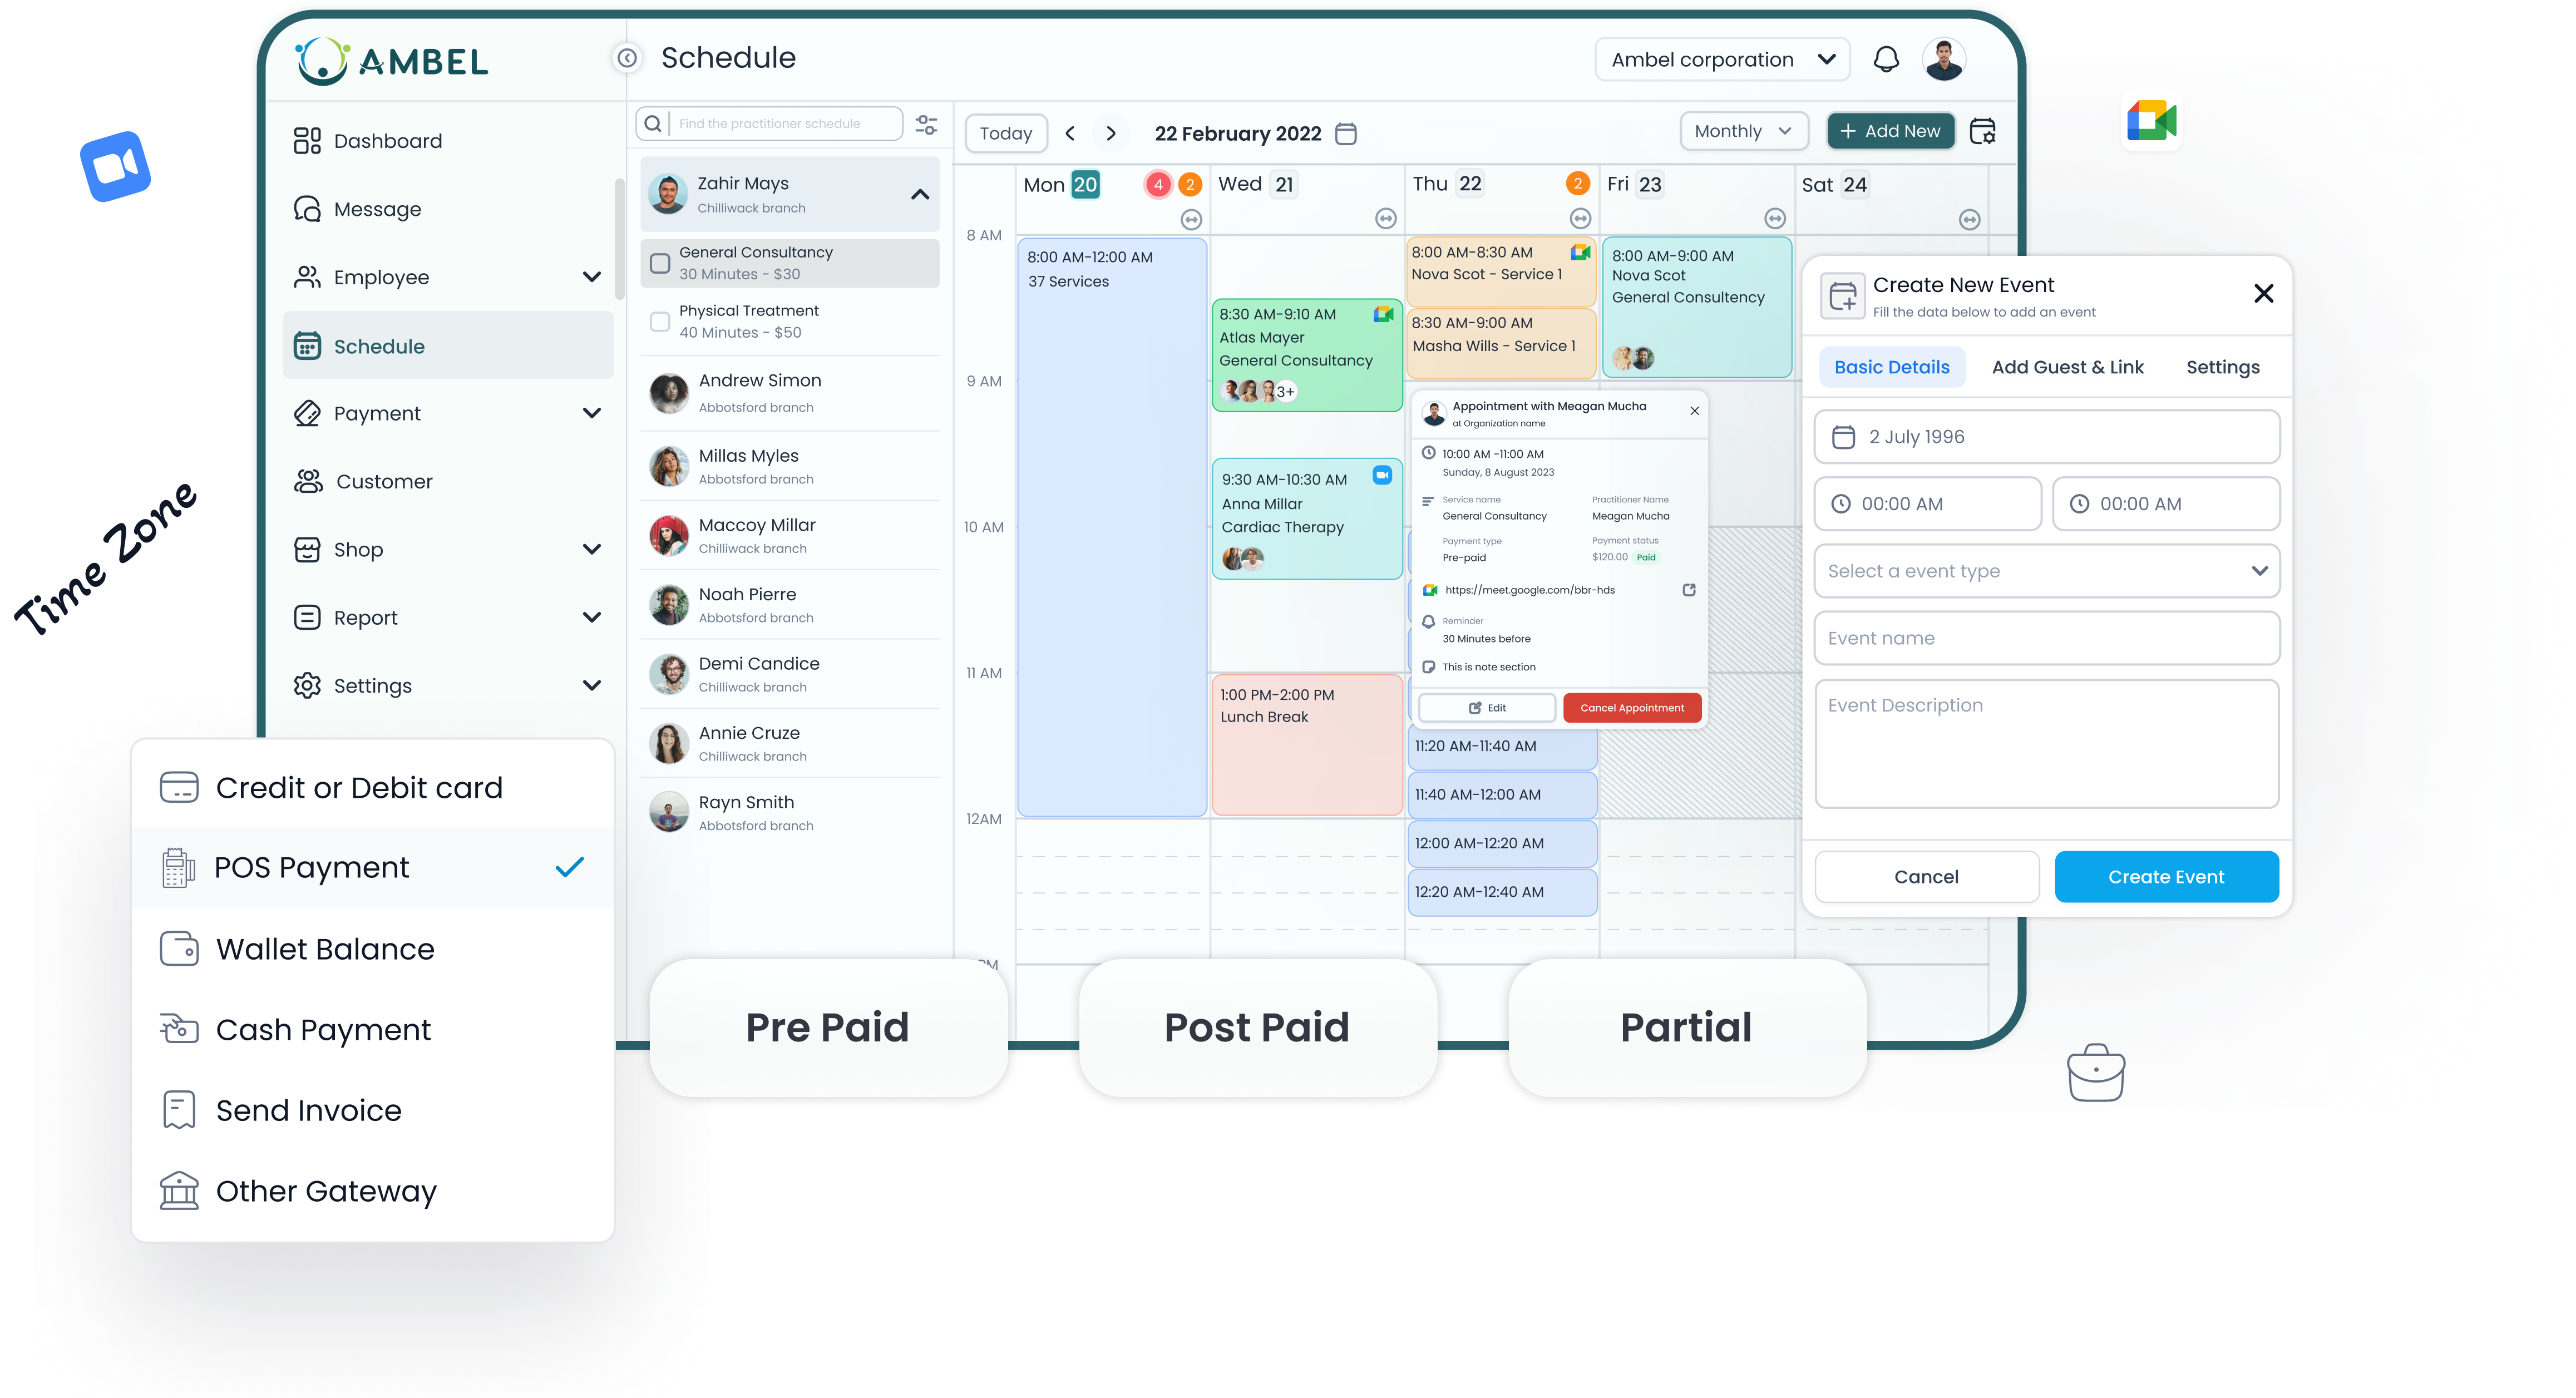 AMBEL
Schedule
Ambel corporation
Dashboard
Message
Employee
Schedule
Payment
Customer
Shop
Report
Settings
Time Zone
Find the practitioner schedule
Zahir Mays
Chilliwack branch
General Consultancy
30 Minutes - $30
Physical Treatment
40 Minutes - $50
Andrew Simon
Abbotsford branch
Millas Myles
Abbotsford branch
Maccoy Millar
Chilliwack branch
Noah Pierre
Abbotsford branch
Demi Candice
Chilliwack branch
Annie Cruze
Chilliwack branch
Rayn Smith
Abbotsford branch
Today
22 February 2022
Monthly
+ Add New
Mon 20
4 2
Wed 21
Thu 22
2
Fri 23
Sat 24
8 AM
9 AM
10 AM
11 AM
12AM
PM
8:00 AM-12:00 AM
37 Services
8:30 AM-9:10 AM
Atlas Mayer
General Consultancy
3+
9:30 AM-10:30 AM
Anna Millar
Cardiac Therapy
1:00 PM-2:00 PM
Lunch Break
8:00 AM-8:30 AM
Nova Scot - Service 1
8:30 AM-9:00 AM
Masha Wills - Service 1
8:00 AM-9:00 AM
Nova Scot
General Consultency
Appointment with Meagan Mucha
at Organization name
10:00 AM -11:00 AM
Sunday, 8 August 2023
Service name
General Consultancy
Practitioner Name
Meagan Mucha
Payment type
Pre-paid
Payment status
$120.00 Paid
https://meet.google.com/bbr-hds
Reminder
30 Minutes before
This is note section
Edit
Cancel Appointment
11:20 AM-11:40 AM
11:40 AM-12:00 AM
12:00 AM-12:20 AM
12:20 AM-12:40 AM
Create New Event
Fill the data below to add an event
Basic Details
Add Guest & Link
Settings
2 July 1996
00:00 AM
00:00 AM
Select a event type
Event name
Event Description
Cancel
Create Event
Credit or Debit card
POS Payment
Wallet Balance
Cash Payment
Send Invoice
Other Gateway
Pre Paid
Post Paid
Partial